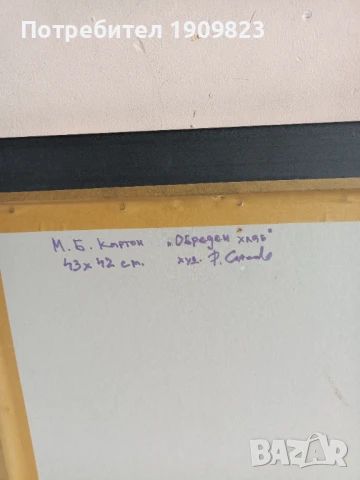 Потребител 1909823
М.Б. Картон „Обреден хляб"
43 x 42 см. худ. Р.
BAZAR